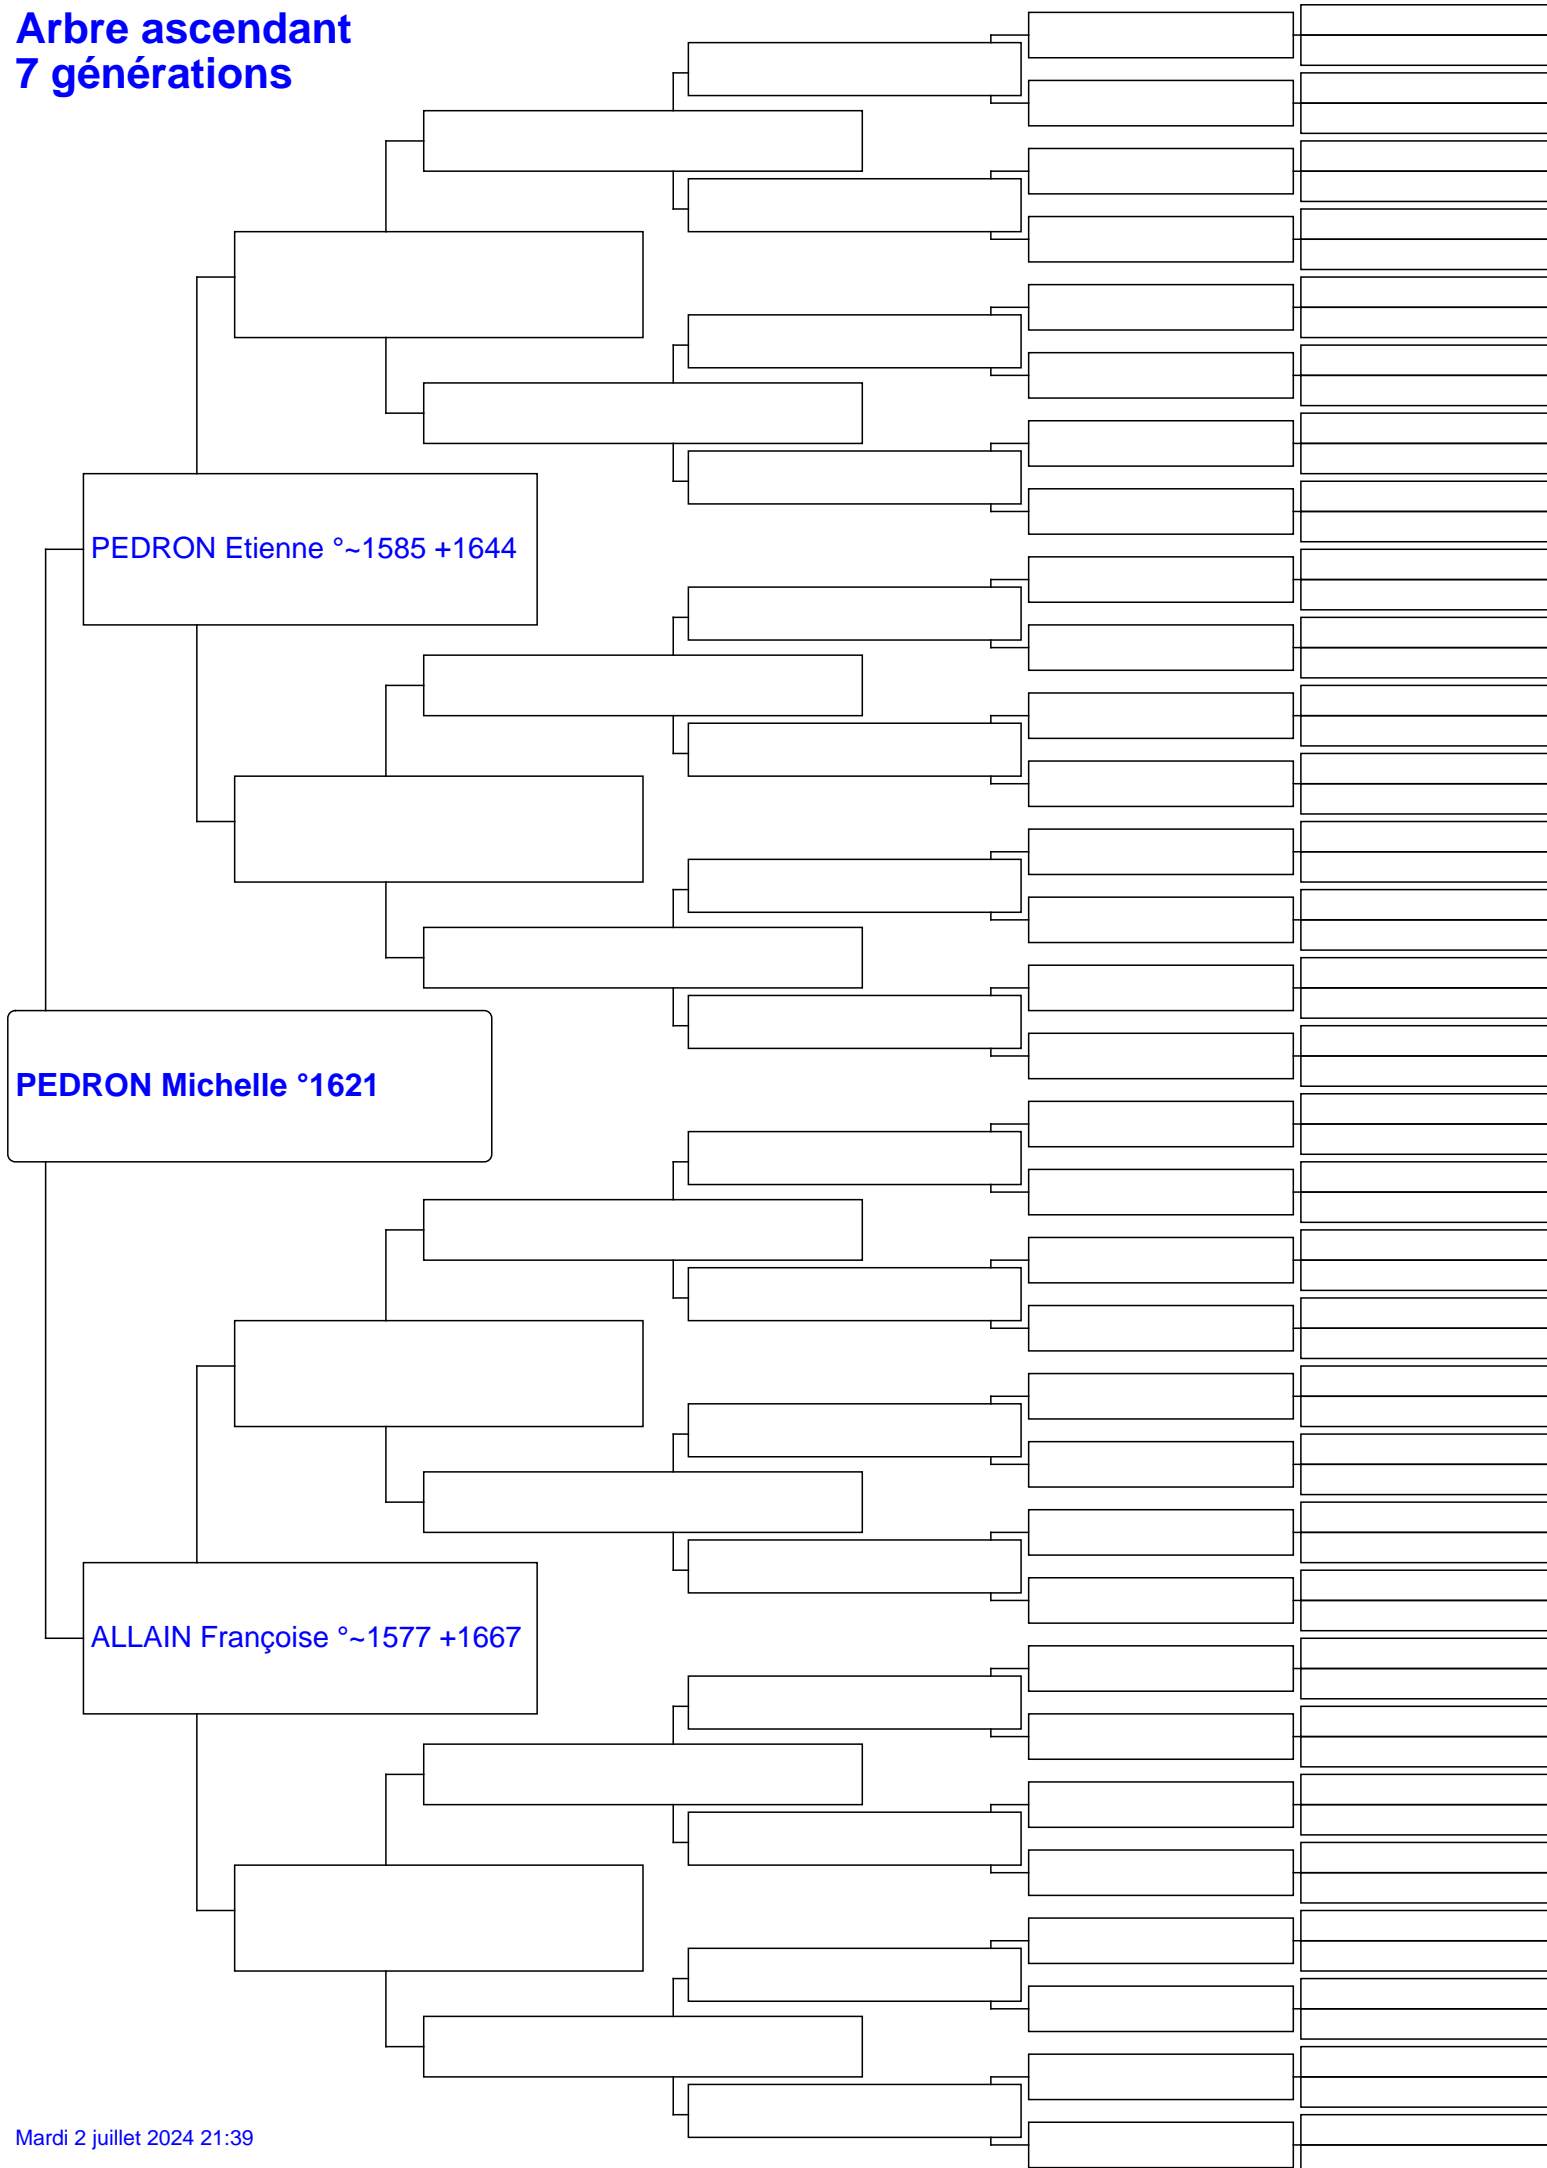 Arbre ascendant
7 générations
PEDRON Etienne °~1585 +1644
PEDRON Michelle °1621
ALLAIN Françoise °~1577 +1667
Mardi 2 juillet 2024 21:39